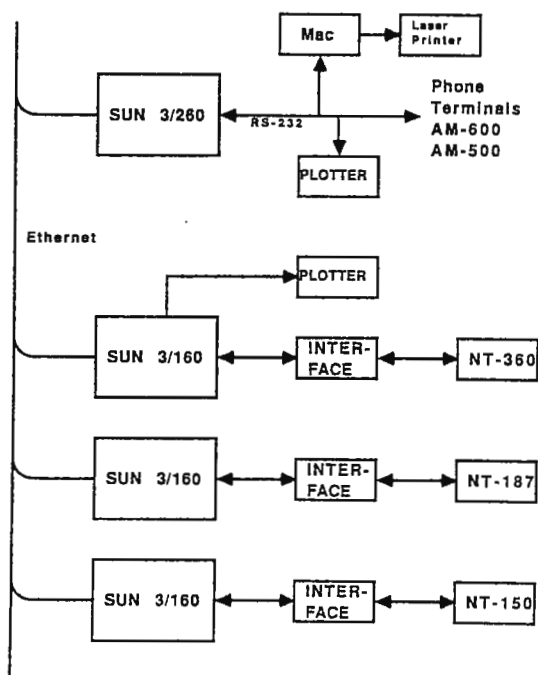 Mac
Laser
Printer
SUN 3/260
RS-232
Phone
Terminals
AM-600
AM-500
PLOTTER
Ethernet
PLOTTER
SUN 3/160
INTER-
FACE
NT-360
SUN 3/160
INTER-
FACE
NT-187
SUN 3/160
INTER-
FACE
NT-150